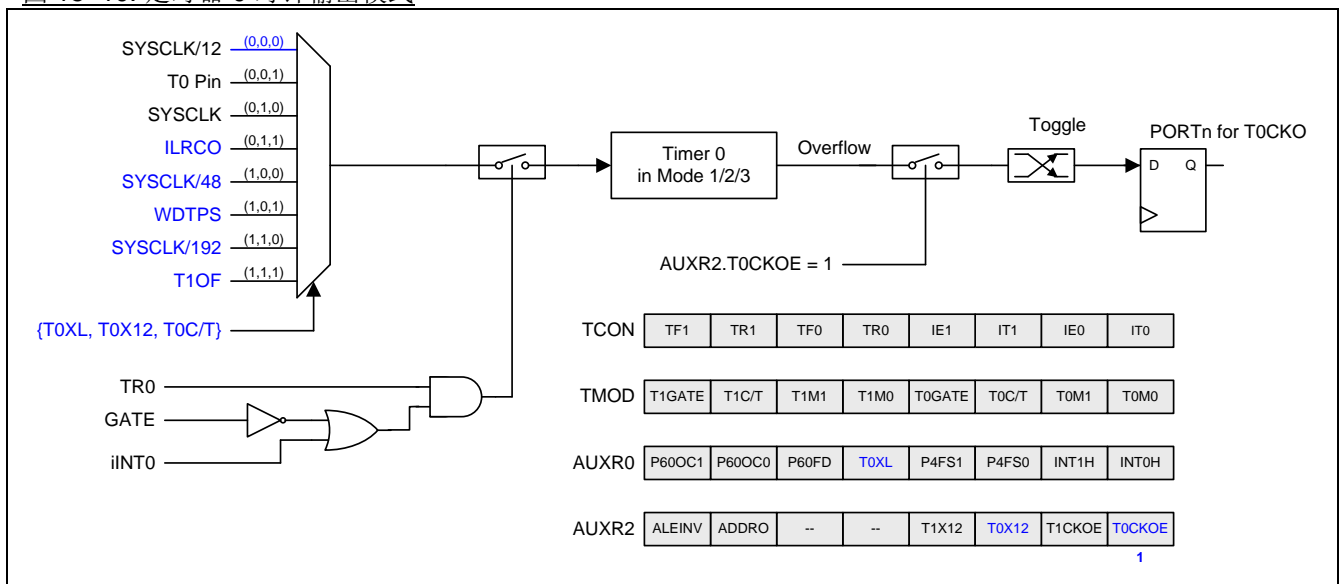 SYSCLK/12 (0,0,0)
T0 Pin (0,0,1)
SYSCLK (0,1,0)
ILRCO (0,1,1)
SYSCLK/48 (1,0,0)
WDTPS (1,0,1)
SYSCLK/192 (1,1,0)
T1OF (1,1,1)
{T0XL, T0X12, T0C/T}
TR0
GATE
iINT0
Timer 0
in Mode 1/2/3
Overflow
Toggle
PORTn for T0CKO
D Q
AUXR2.T0CKOE = 1
TCON TF1 TR1 TF0 TR0 IE1 IT1 IE0 IT0
TMOD T1GATE T1C/T T1M1 T1M0 T0GATE T0C/T T0M1 T0M0
AUXR0 P60OC1 P60OC0 P60FD T0XL P4FS1 P4FS0 INT1H INT0H
AUXR2 ALEINV ADDRO -- -- T1X12 T0X12 T1CKOE T0CKOE
1